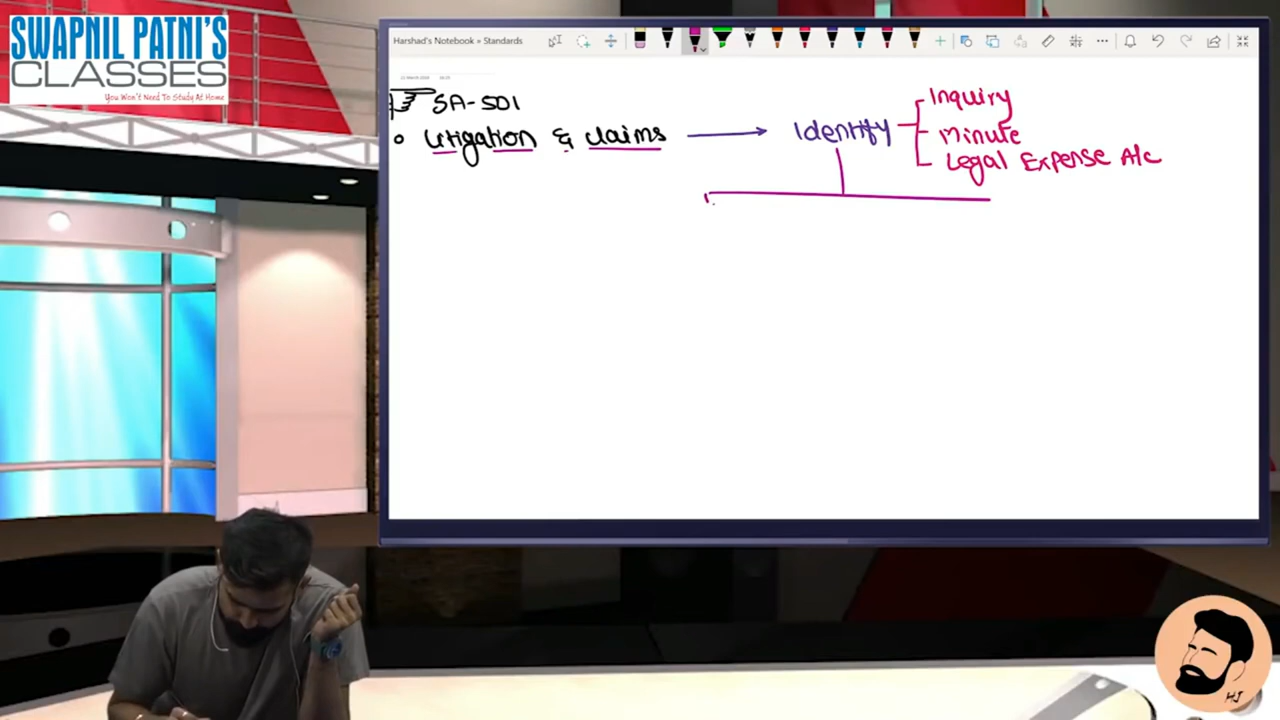 SWAPNIL PATNI'S
CLASSES
You Won't Need To Study At Home
Harshad's Notebook » Standards
SA-501
Litigation & claims
Identify
Inquiry
Minute
Legal Expense A/c
HJ